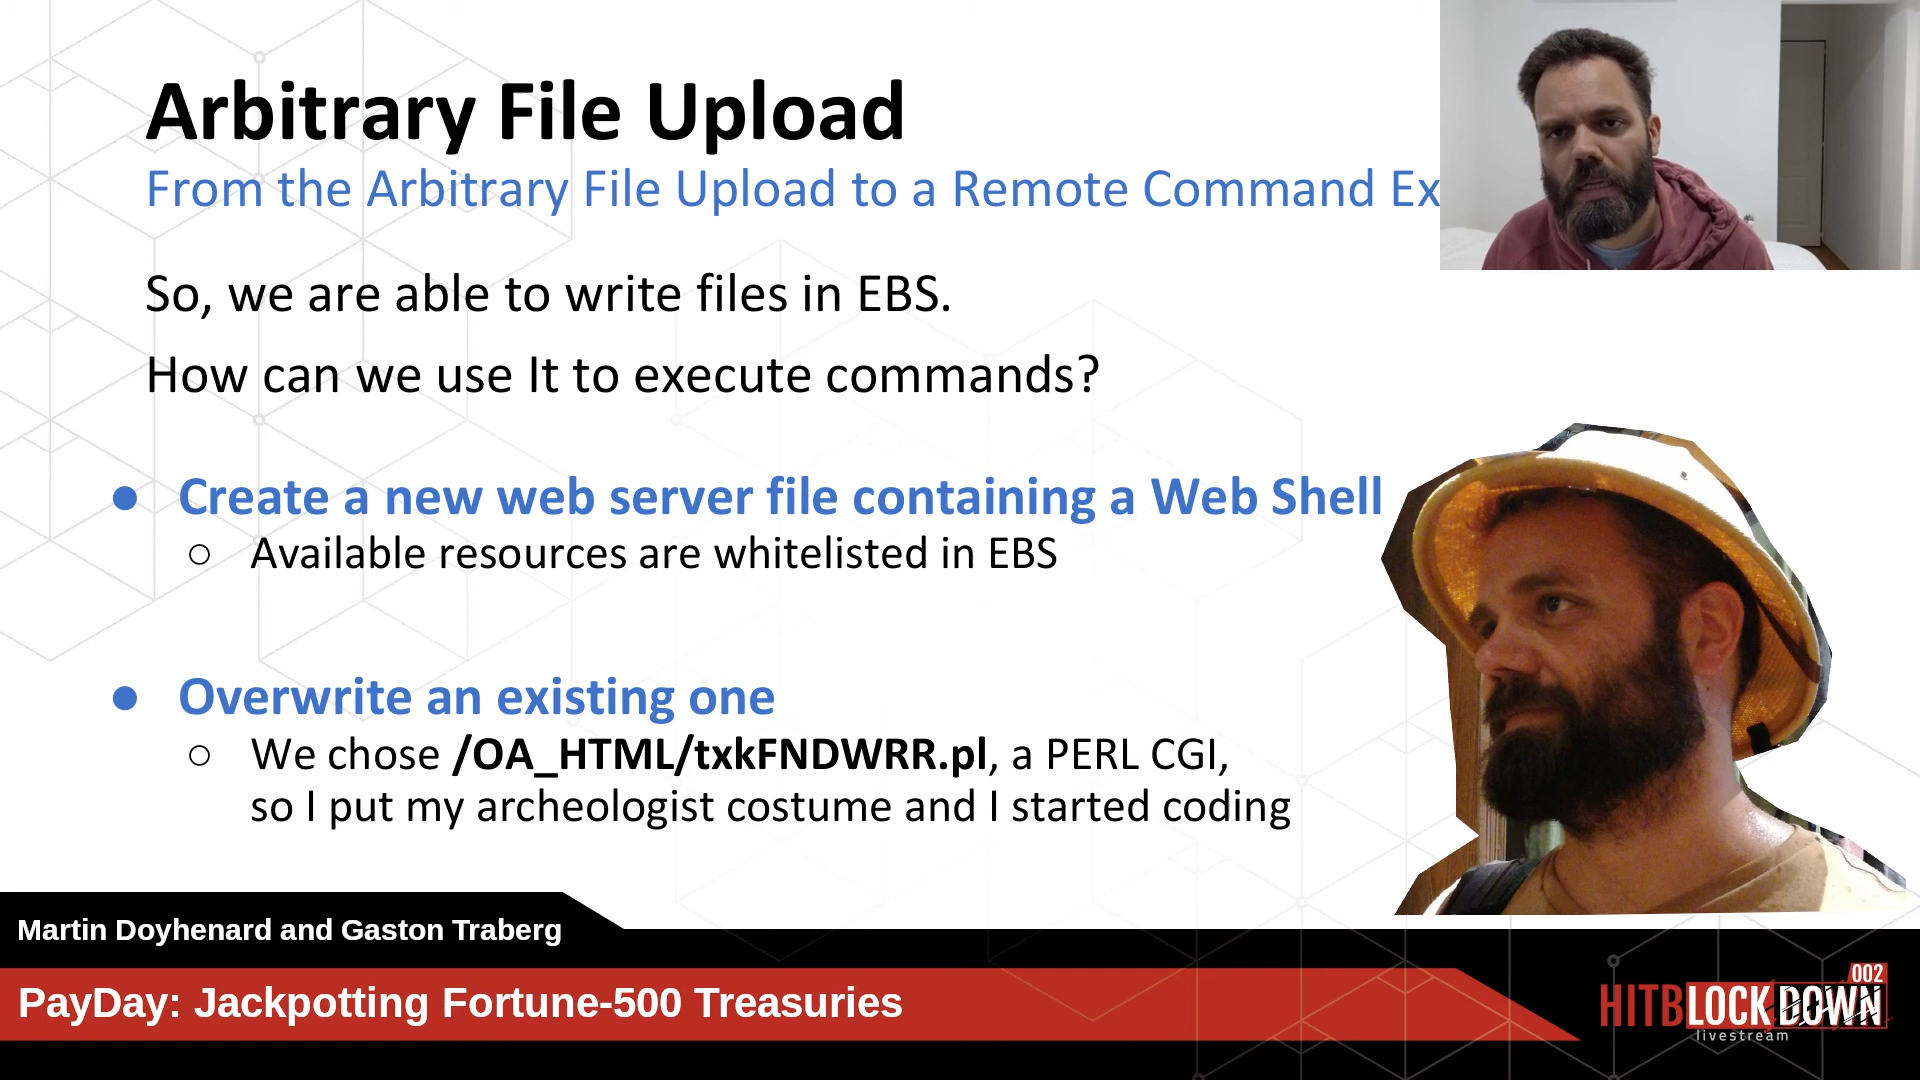 Arbitrary File Upload
From the Arbitrary File Upload to a Remote Command Ex
So, we are able to write files in EBS.
How can we use It to execute commands?
● Create a new web server file containing a Web Shell
○ Available resources are whitelisted in EBS
● Overwrite an existing one
○ We chose /OA_HTML/txkFNDWRR.pl, a PERL CGI,
so I put my archeologist costume and I started coding
Martin Doyhenard and Gaston Traberg
PayDay: Jackpotting Fortune-500 Treasuries
002
HITBLOCKDOWN
livestream